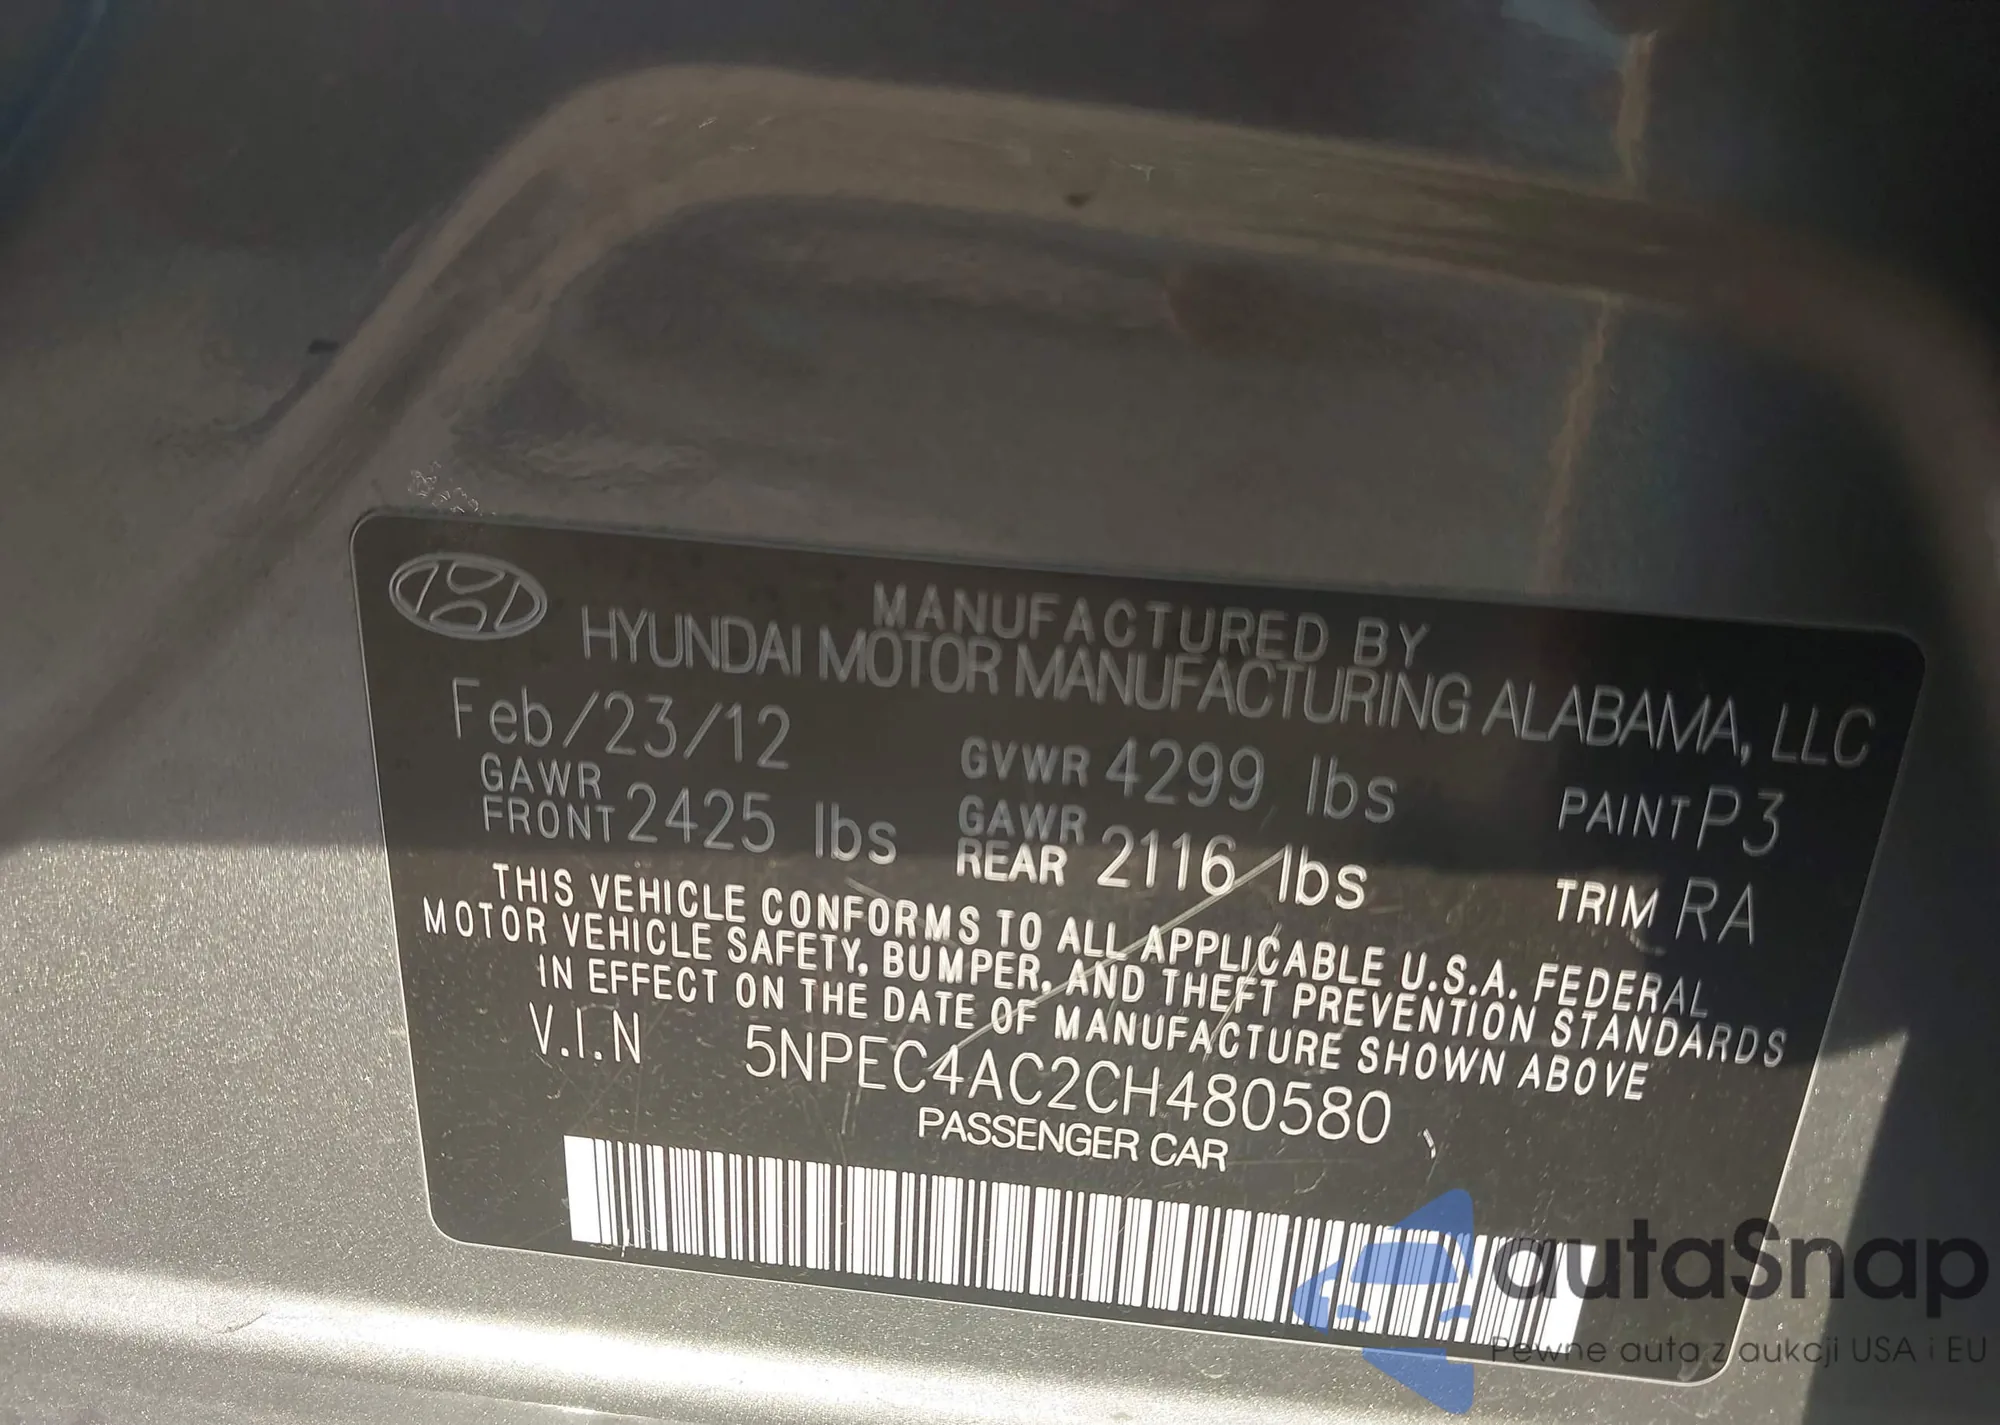 MANUFACTURED BY
HYUNDAI MOTOR MANUFACTURING ALABAMA, LLC
Feb/23/12 GVWR 4299 lbs PAINT P3
GAWR FRONT 2425 lbs GAWR REAR 2116 lbs TRIM RA
THIS VEHICLE CONFORMS TO ALL APPLICABLE U.S.A. FEDERAL
MOTOR VEHICLE SAFETY, BUMPER, AND THEFT PREVENTION STANDARDS
IN EFFECT ON THE DATE OF MANUFACTURE SHOWN ABOVE
V.I.N 5NPEC4AC2CH480580
PASSENGER CAR
autaSnap
Pewne auta z aukcji USA i EU